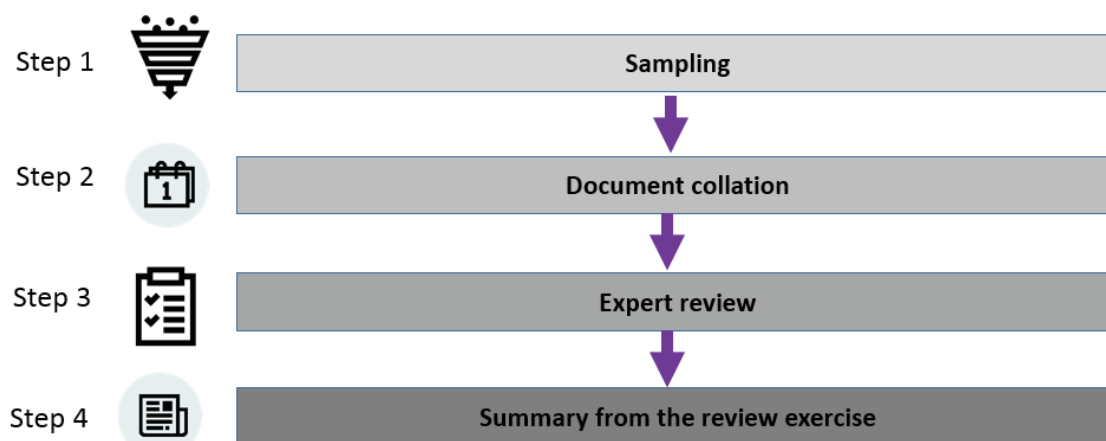 Step 1
Sampling
Step 2
1
Document collation
Step 3
Expert review
Step 4
Summary from the review exercise